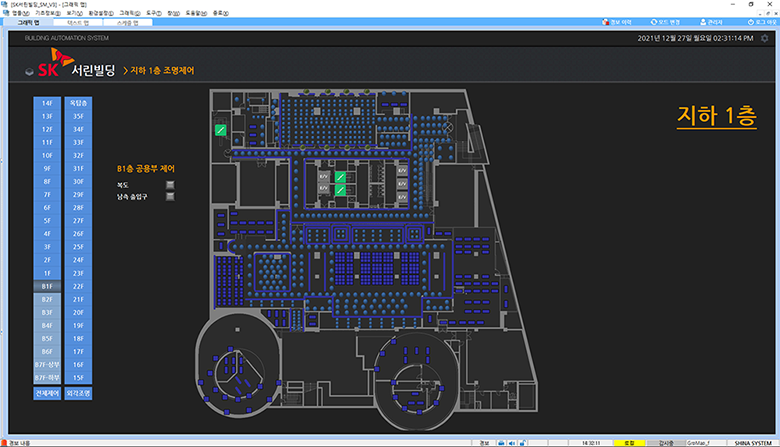 [SK서린빌딩_SM_V3] - [그래픽 맵]
맵툴(M) 기초정보(B) 보기(V) 환경설정(P) 그래픽(G) 도구(T) 창(W) 도움말(H) 종료(X)
그래픽 맵 텍스트 맵 스케줄 맵 경보 이력 모드 변경 관리자 로그 아웃
BUILDING AUTOMATION SYSTEM 2021년 12월 27일 월요일 02:31:14 PM
SK 서린빌딩 > 지하 1층 조명제어
지하 1층
14F 옥탑층
13F 35F
12F 34F
11F 33F
10F 32F
9F 31F
8F 30F
7F 29F
6F 28F
5F 27F
4F 26F
3F 25F
2F 24F
1F 23F
B1F 22F
B2F 21F
B3F 20F
B4F 19F
B5F 18F
B6F 17F
B7F-상부 16F
B7F-하부 15F
전체제어 외곽조명
B1층 공용부 제어
복도
남측 출입구
E/V E/V
E/V E/V
E/V
E/V
E/V
경보 내용 경보 14:32:11 로컬 감시중 GrpMap_f SHINA SYSTEM